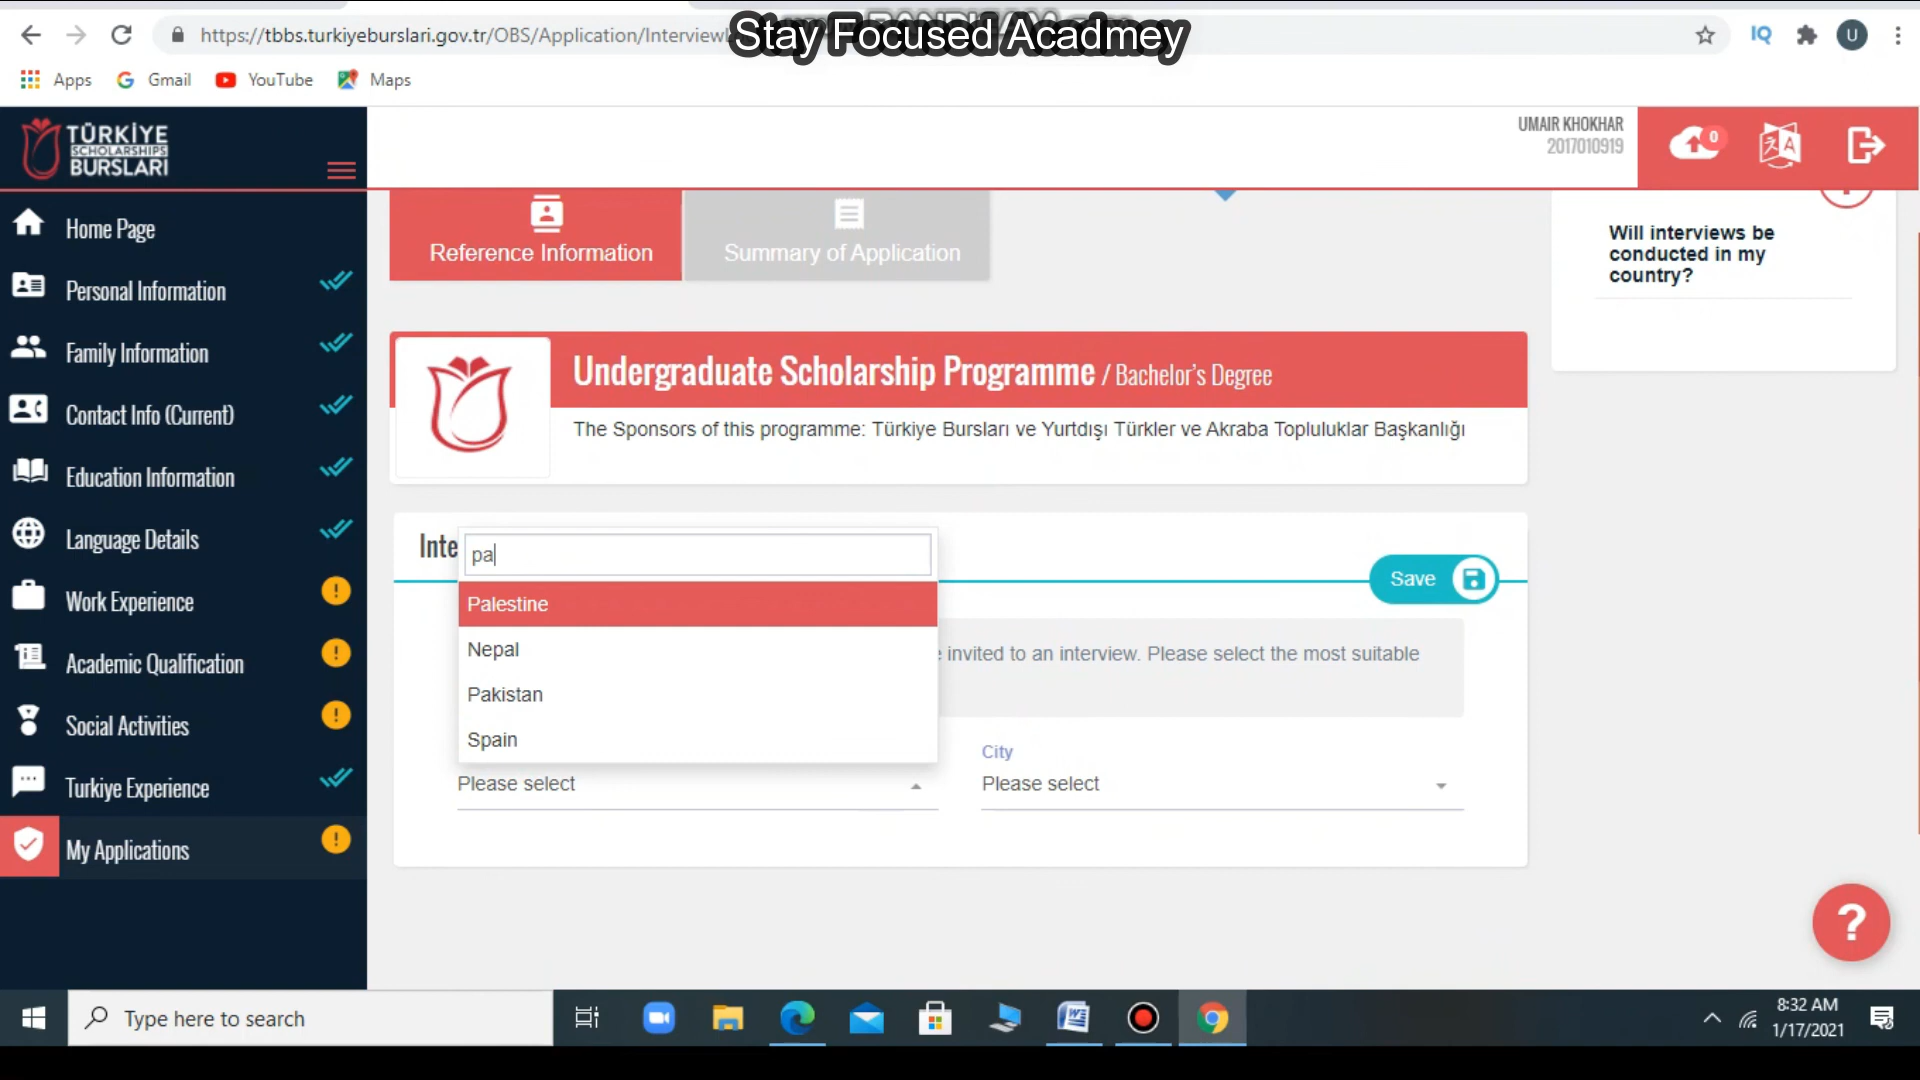 Stay Focused Acadmey
https://tbbs.turkiyeburslari.gov.tr/OBS/Application/Interview
IQ
U
Apps
Gmail
YouTube
Maps
TÜRKİYE
SCHOLARSHIPS
BURSLARI
UMAIR KHOKHAR
2017010919
0
Home Page
Personal Information
Family Information
Contact Info (Current)
Education Information
Language Details
Work Experience
Academic Qualification
Social Activities
Turkiye Experience
My Applications
Reference Information
Summary of Application
Will interviews be
conducted in my
country?
Undergraduate Scholarship Programme / Bachelor's Degree
The Sponsors of this programme: Türkiye Bursları ve Yurtdışı Türkler ve Akraba Topluluklar Başkanlığı
Inte
pa
Save
Palestine
Nepal
Pakistan
Spain
invited to an interview. Please select the most suitable
City
Please select
Please select
?
Type here to search
8:32 AM
1/17/2021